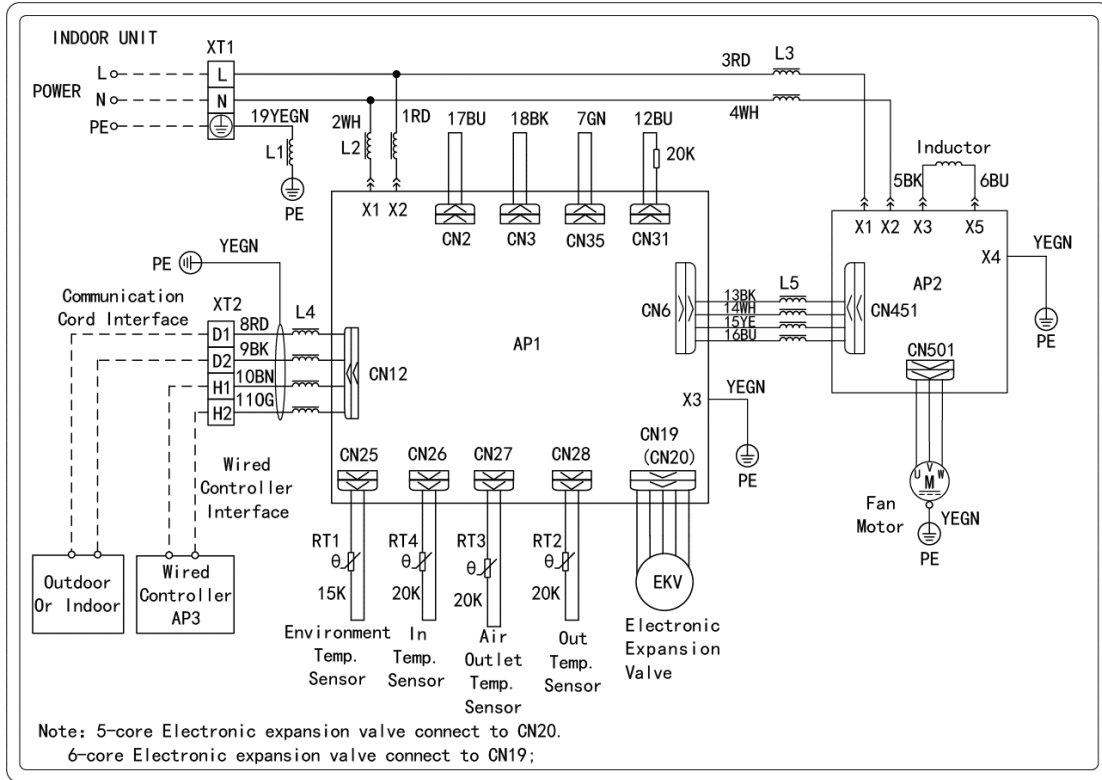 INDOOR UNIT
XT1
POWER
L
N
PE
L
N
19YEGN
L1
PE
2WH
L2
1RD
17BU
18BK
7GN
12BU
20K
3RD
L3
4WH
Inductor
5BK
6BU
X1
X2
CN2
CN3
CN35
CN31
X1
X2
X3
X5
X4
YEGN
PE
PE
YEGN
Communication
Cord Interface
XT2
D1
D2
H1
H2
8RD
9BK
10BN
110G
L4
CN12
AP1
CN6
13BK
14WH
15YE
16BU
L5
CN451
AP2
CN501
X3
YEGN
PE
U
V
W
M
Fan
Motor
YEGN
PE
Wired
Controller
Interface
CN25
CN26
CN27
CN28
CN19
(CN20)
RT1
θ
15K
RT4
θ
20K
RT3
θ
20K
RT2
θ
20K
EKV
Outdoor
Or Indoor
Wired
Controller
AP3
Environment
Temp.
Sensor
In
Temp.
Sensor
Air
Outlet
Temp.
Sensor
Out
Temp.
Sensor
Electronic
Expansion
Valve
Note: 5-core Electronic expansion valve connect to CN20.
6-core Electronic expansion valve connect to CN19;